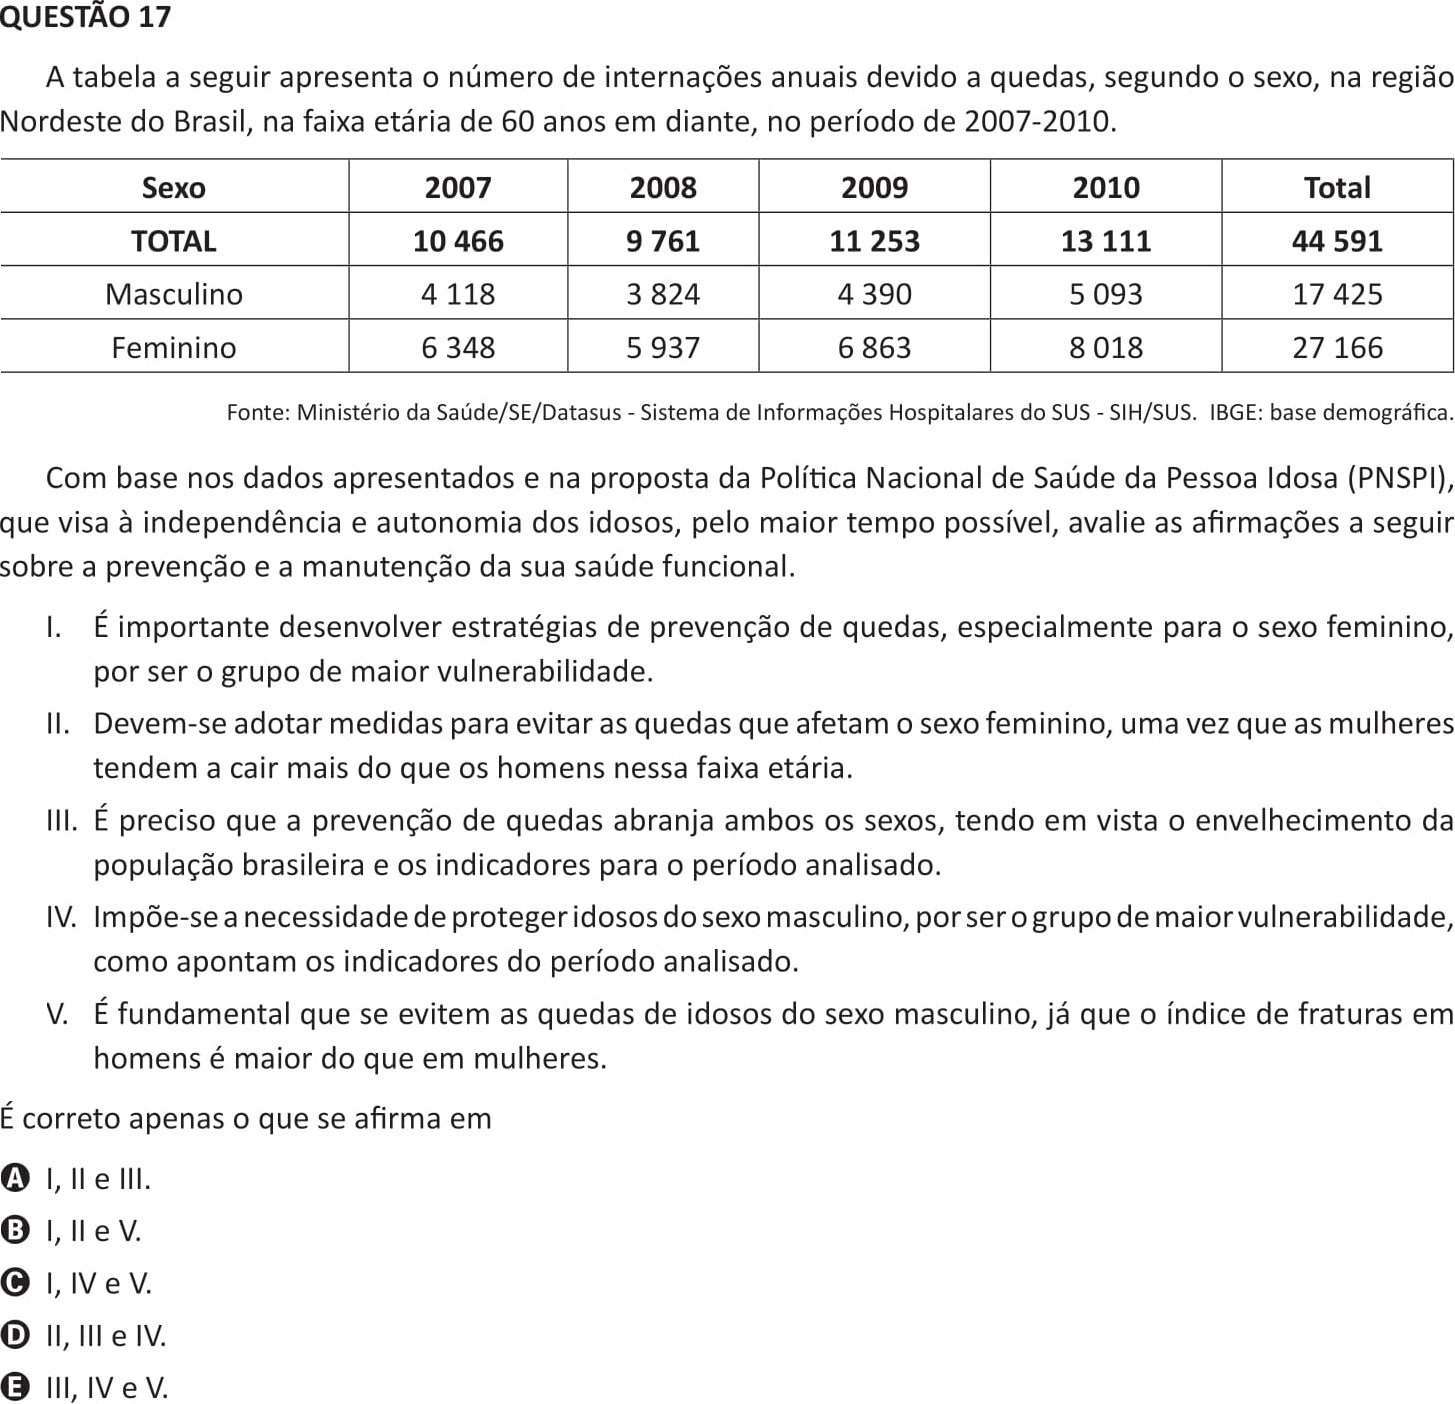 QUESTÃO 17
A tabela a seguir apresenta o número de internações anuais devido a quedas, segundo o sexo, na região
Nordeste do Brasil, na faixa etária de 60 anos em diante, no período de 2007-2010.
Sexo 2007 2008 2009 2010 Total
TOTAL 10 466 9 761 11 253 13 111 44 591
Masculino 4 118 3 824 4 390 5 093 17 425
Feminino 6 348 5 937 6 863 8 018 27 166
Fonte: Ministério da Saúde/SE/Datasus - Sistema de Informações Hospitalares do SUS - SIH/SUS. IBGE: base demográfica.
Com base nos dados apresentados e na proposta da Política Nacional de Saúde da Pessoa Idosa (PNSPI),
que visa à independência e autonomia dos idosos, pelo maior tempo possível, avalie as afirmações a seguir
sobre a prevenção e a manutenção da sua saúde funcional.
I. É importante desenvolver estratégias de prevenção de quedas, especialmente para o sexo feminino,
por ser o grupo de maior vulnerabilidade.
II. Devem-se adotar medidas para evitar as quedas que afetam o sexo feminino, uma vez que as mulheres
tendem a cair mais do que os homens nessa faixa etária.
III. É preciso que a prevenção de quedas abranja ambos os sexos, tendo em vista o envelhecimento da
população brasileira e os indicadores para o período analisado.
IV. Impõe-se a necessidade de proteger idosos do sexo masculino, por ser o grupo de maior vulnerabilidade,
como apontam os indicadores do período analisado.
V. É fundamental que se evitem as quedas de idosos do sexo masculino, já que o índice de fraturas em
homens é maior do que em mulheres.
É correto apenas o que se afirma em
A I, II e III.
B I, II e V.
C I, IV e V.
D II, III e IV.
E III, IV e V.